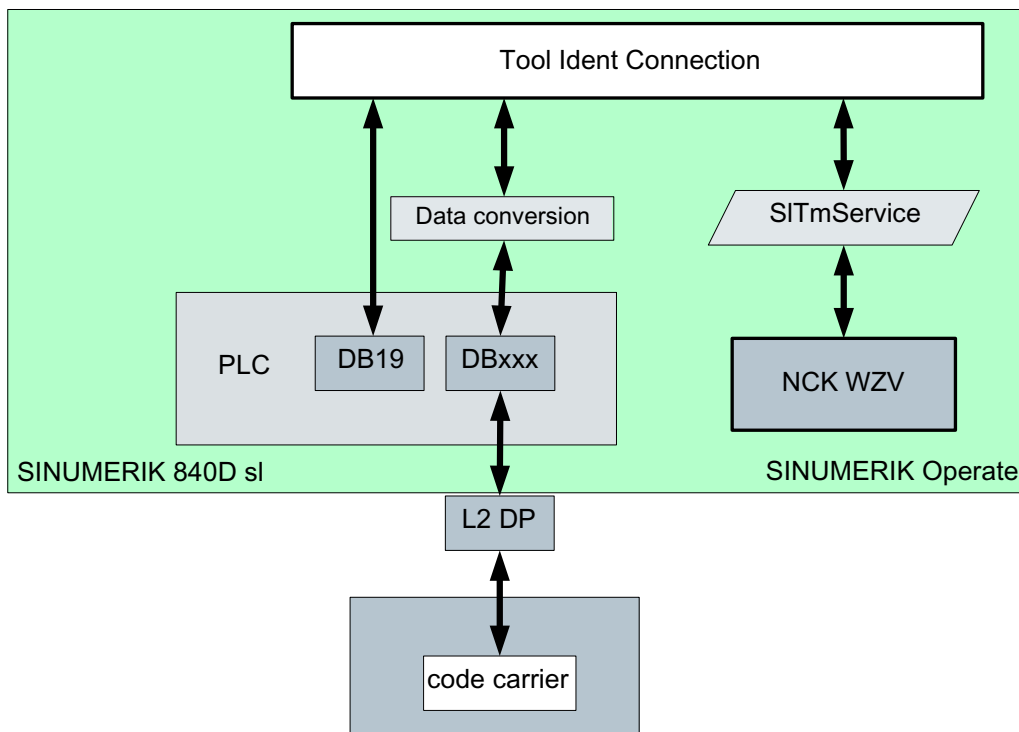 Tool Ident Connection
Data conversion
SlTmService
PLC
DB19
DBxxx
NCK WZV
SINUMERIK 840D sl
SINUMERIK Operate
L2 DP
code carrier